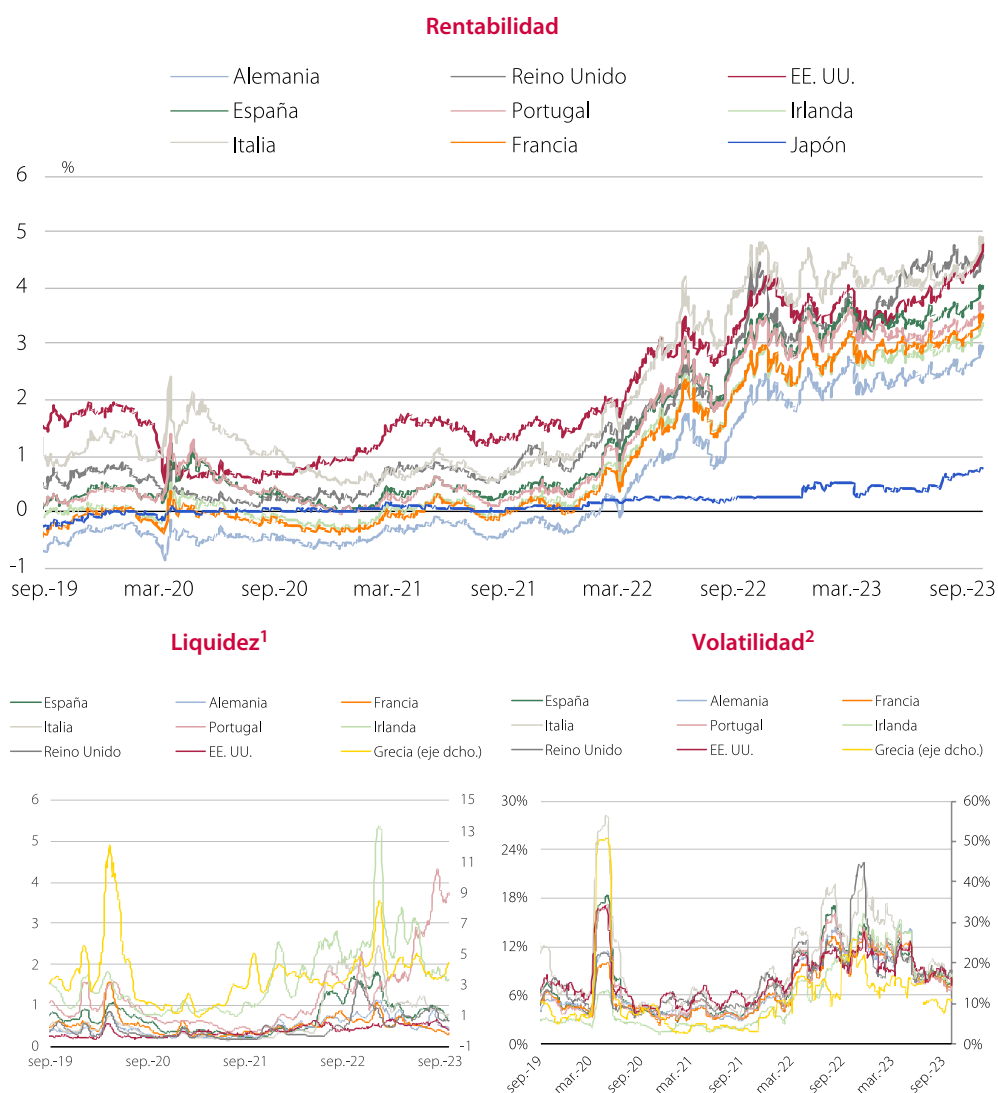 Rentabilidad
Alemania Reino Unido EE. UU.
España Portugal Irlanda
Italia Francia Japón
%
6
5
4
3
2
1
0
-1
sep.-19 mar.-20 sep.-20 mar.-21 sep.-21 mar.-22 sep.-22 mar.-23 sep.-23
Liquidez1
España Alemania Francia
Italia Portugal Irlanda
Reino Unido EE. UU. Grecia (eje dcho.)
6 15
13
5
11
4
9
3
7
5
2
3
1
1
0 -1
sep.-19 sep.-20 sep.-21 sep.-22 sep.-23
Volatilidad2
España Alemania Francia
Italia Portugal Irlanda
Reino Unido EE. UU. Grecia (eje dcho.)
30% 60%
50%
24%
40%
18%
30%
12%
20%
6%
10%
0% 0%
sep.-19 mar.-20 sep.-20 mar.-21 sep.-21 mar.-22 sep.-22 mar.-23 sep.-23